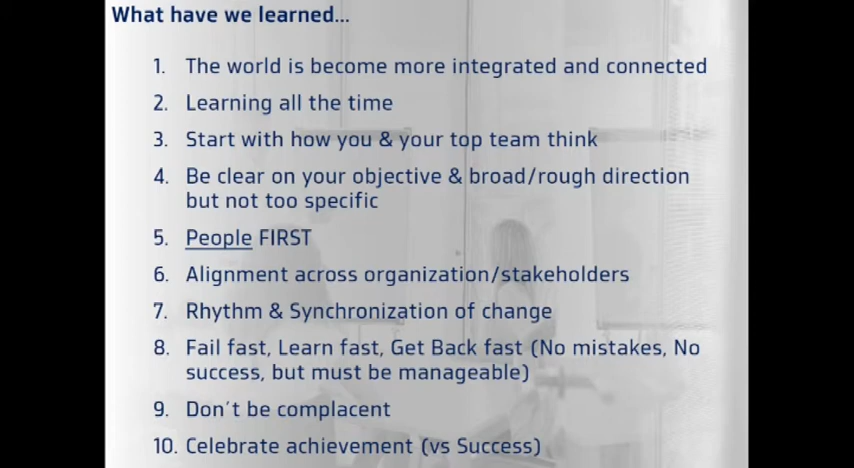 What have we learned...
1. The world is become more integrated and connected
2. Learning all the time
3. Start with how you & your top team think
4. Be clear on your objective & broad/rough direction
but not too specific
5. People FIRST
6. Alignment across organization/stakeholders
7. Rhythm & Synchronization of change
8. Fail fast, Learn fast, Get Back fast (No mistakes, No
success, but must be manageable)
9. Don't be complacent
10. Celebrate achievement (vs Success)